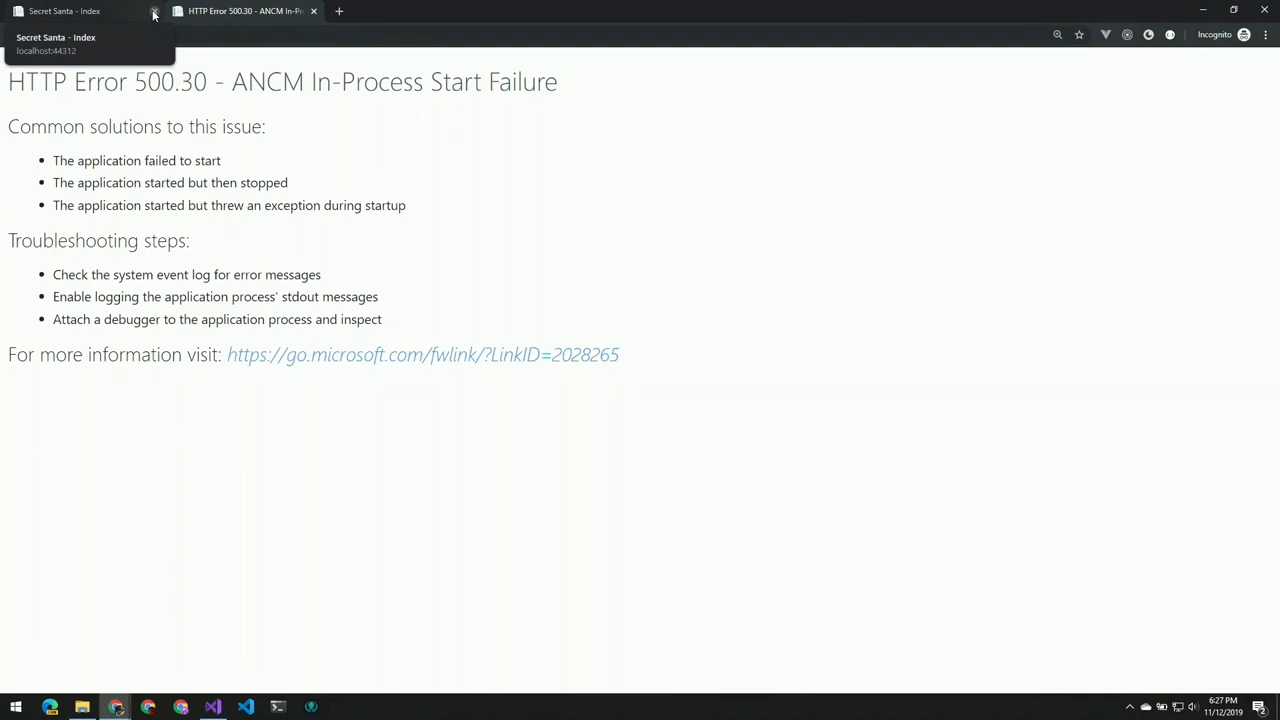 Secret Santa - Index
HTTP Error 500.30 - ANCM In-Pr
Secret Santa - Index
localhost:44312
Incognito
HTTP Error 500.30 - ANCM In-Process Start Failure
Common solutions to this issue:
• The application failed to start
• The application started but then stopped
• The application started but threw an exception during startup
Troubleshooting steps:
• Check the system event log for error messages
• Enable logging the application process' stdout messages
• Attach a debugger to the application process and inspect
For more information visit: https://go.microsoft.com/fwlink/?LinkID=2028265
6:27 PM
11/12/2019
2